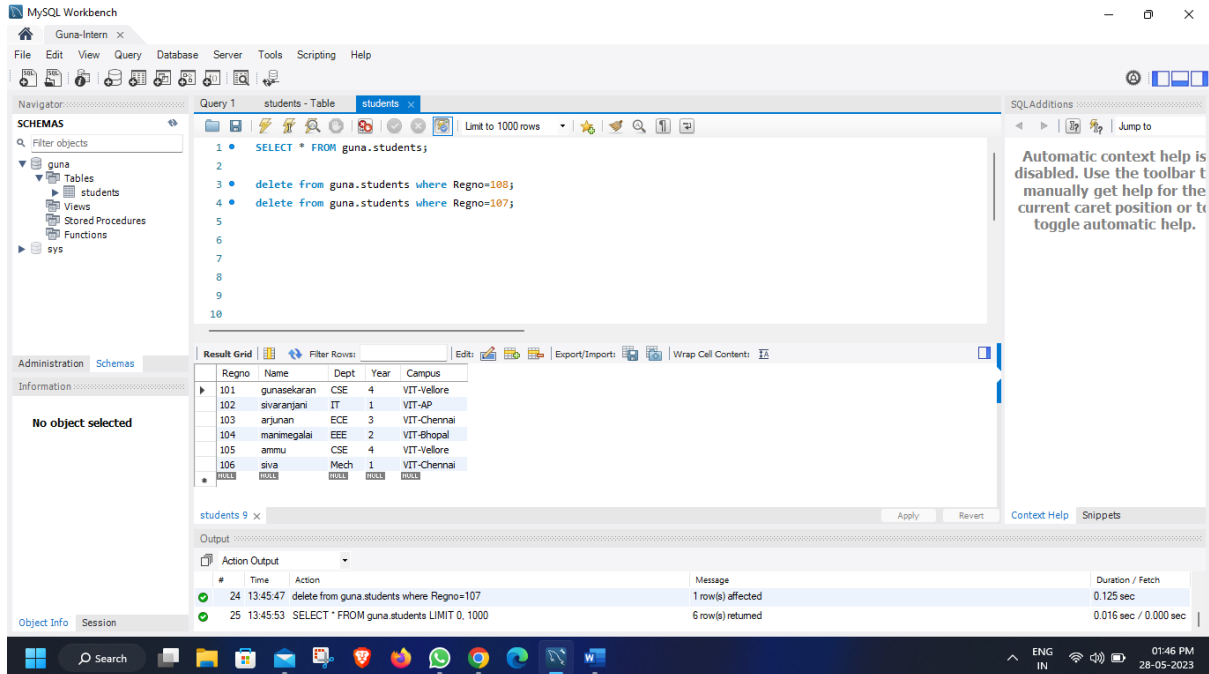 MySQL Workbench
Guna-Intern ×
File Edit View Query Database Server Tools Scripting Help
Navigator
SCHEMAS
Filter objects
guna
Tables
students
Views
Stored Procedures
Functions
sys
Administration Schemas
Information
No object selected
Object Info Session
Query 1 students - Table students ×
Limit to 1000 rows
1 SELECT * FROM guna.students;
2
3 delete from guna.students where Regno=108;
4 delete from guna.students where Regno=107;
5
6
7
8
9
10
Result Grid Filter Rows: Edit: Export/Import: Wrap Cell Content:
Regno Name Dept Year Campus
101 gunasekaran CSE 4 VIT-Vellore
102 sivaranjani IT 1 VIT-AP
103 arjunan ECE 3 VIT-Chennai
104 manimegalai EEE 2 VIT-Bhopal
105 ammu CSE 4 VIT-Vellore
106 siva Mech 1 VIT-Chennai
NULL NULL NULL NULL NULL
students 9 ×
Apply Revert
SQLAdditions
Jump to
Automatic context help is
disabled. Use the toolbar t
manually get help for the
current caret position or to
toggle automatic help.
Context Help Snippets
Output
Action Output
# Time Action Message Duration / Fetch
24 13:45:47 delete from guna.students where Regno=107 1 row(s) affected 0.125 sec
25 13:45:53 SELECT * FROM guna.students LIMIT 0, 1000 6 row(s) returned 0.016 sec / 0.000 sec
Search
ENG
IN
01:46 PM
28-05-2023